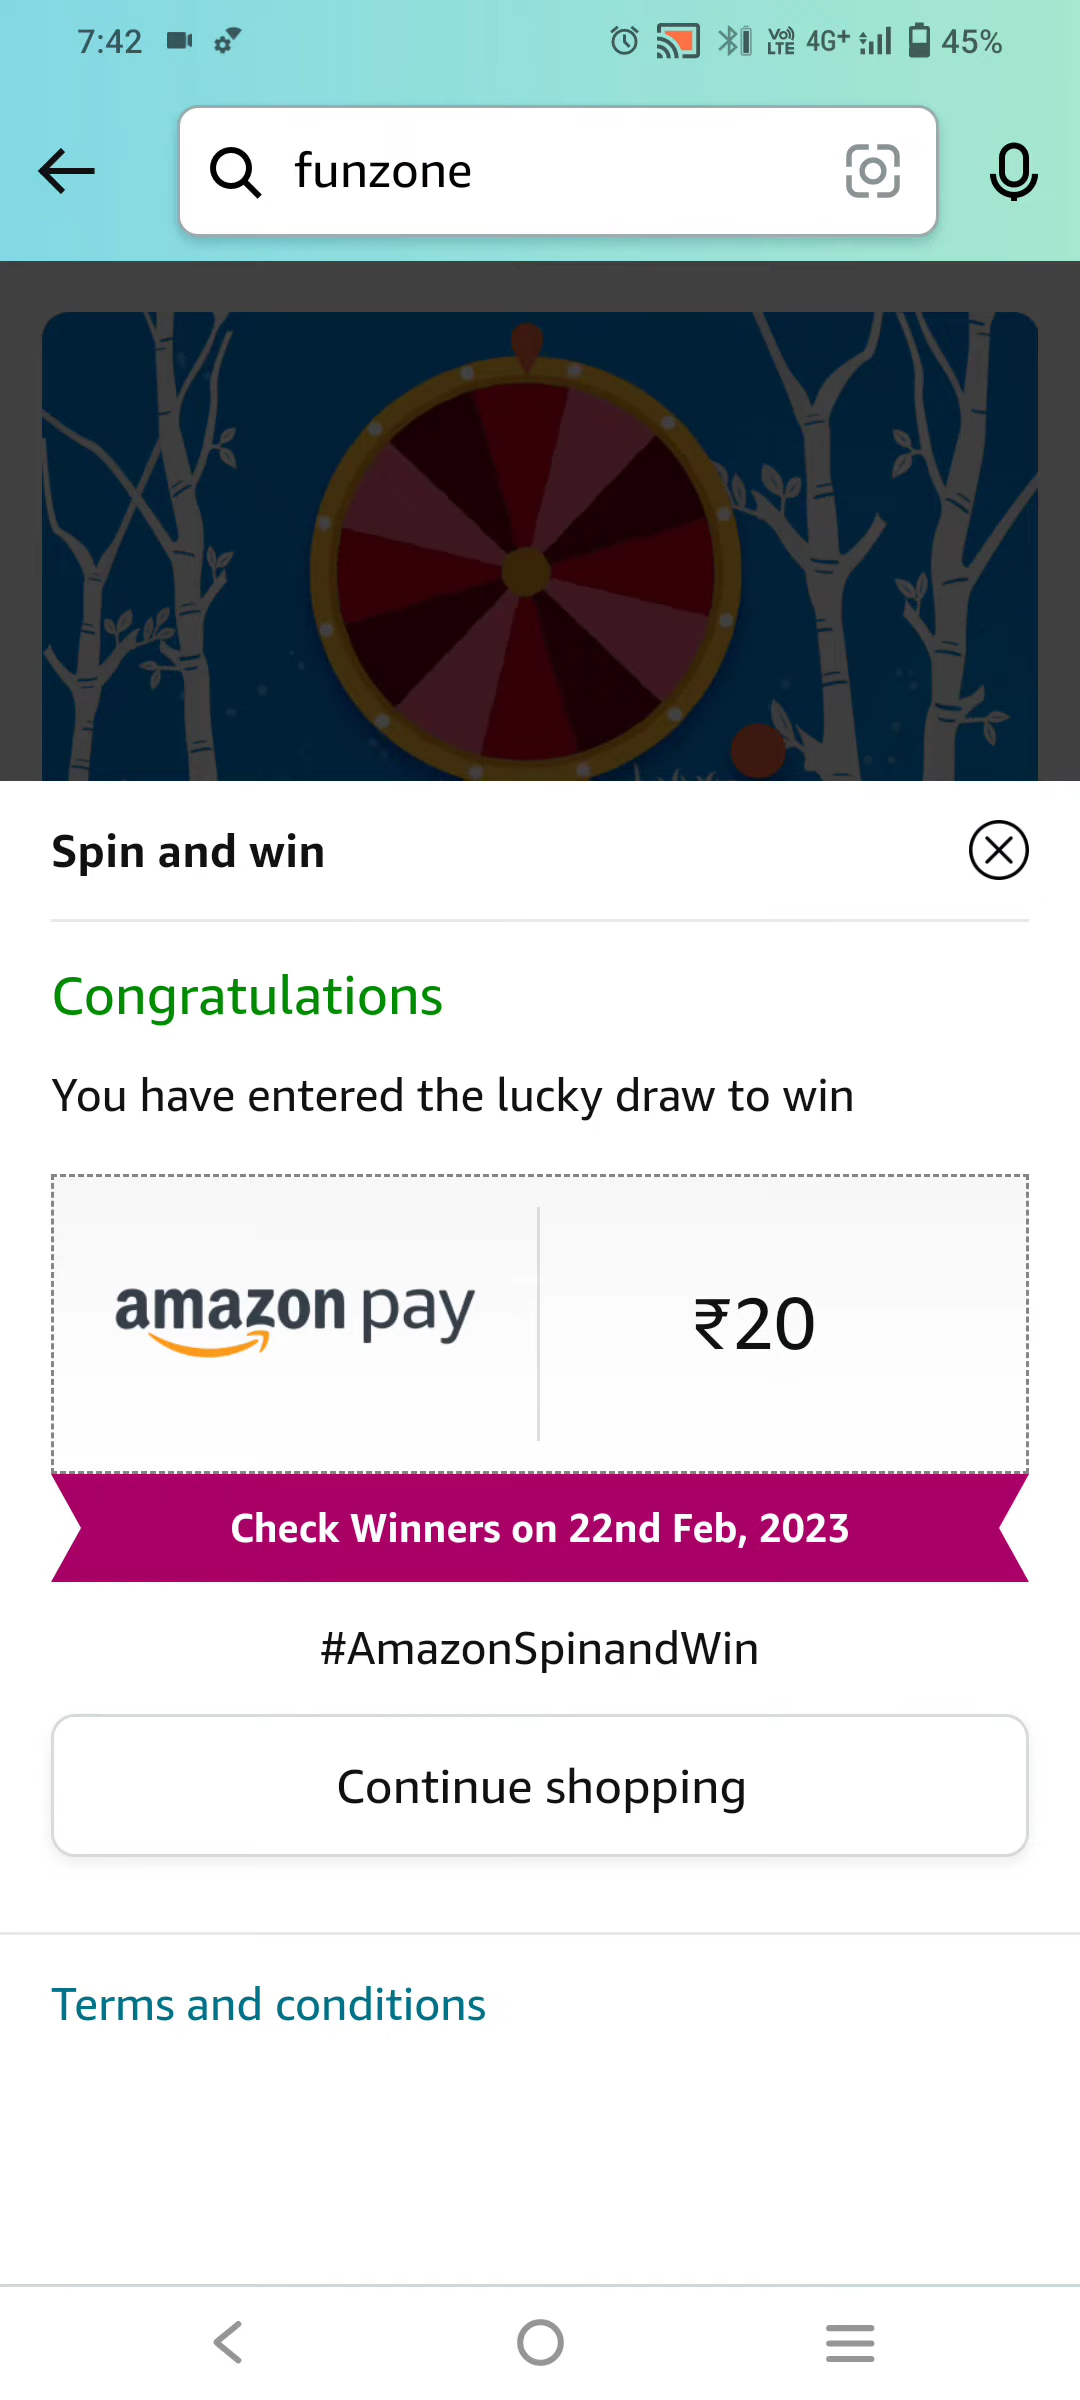 7:42
VoLTE 4G+ 45%
funzone
Spin and win
Congratulations
You have entered the lucky draw to win
amazon pay
₹20
Check Winners on 22nd Feb, 2023
#AmazonSpinandWin
Continue shopping
Terms and conditions